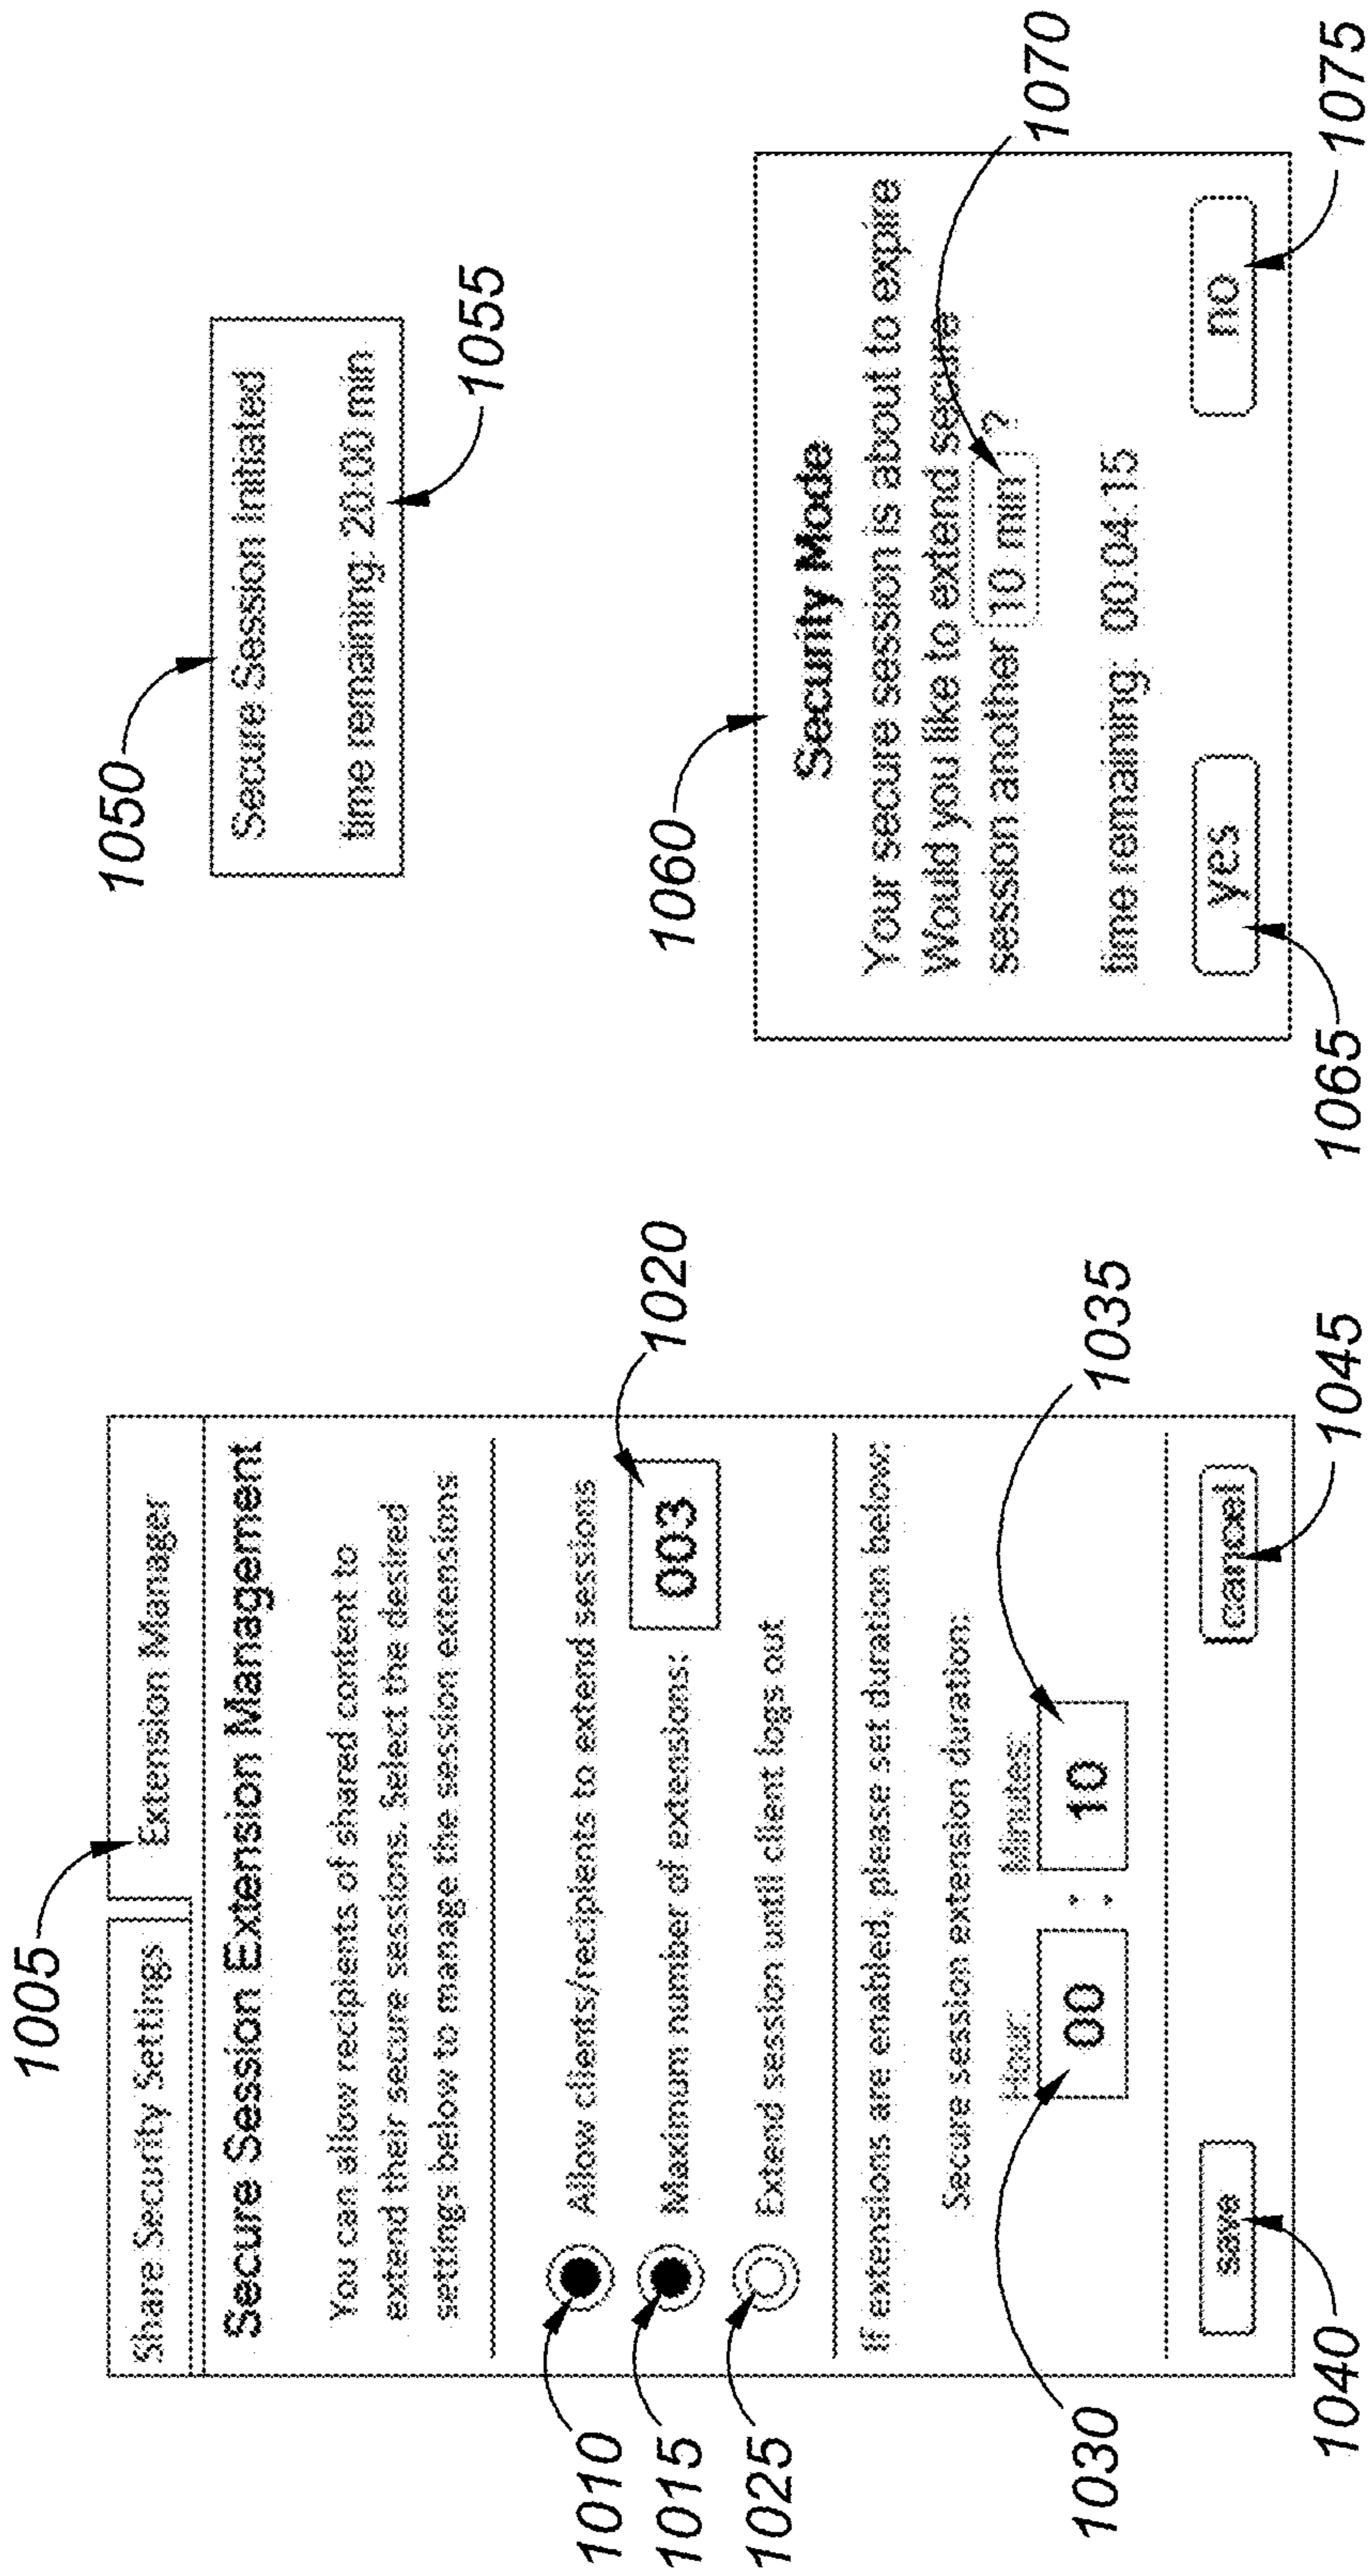 1005
Share Security Settings
Extension Manager
Secure Session Extension Management
You can allow recipients of shared content to
extend their secure sessions. Select the desired
settings below to manage the session extensions
1010
Allow clients/recipients to extend sessions
1015
Maximum number of extensions:
003
1020
1025
Extend session until client logs out
If extensions are enabled, please set duration below:
Secure session extension duration:
Hour:
Minutes:
00 : 10
1030
1035
save
cancel
1040
1045
1050
Secure Session Initiated
time remaining: 20:00 min
1055
1060
Security Mode
Your secure session is about to expire
Would you like to extend secure
session another 10 min ?
1070
time remaining: 00:04:15
yes
no
1065
1075